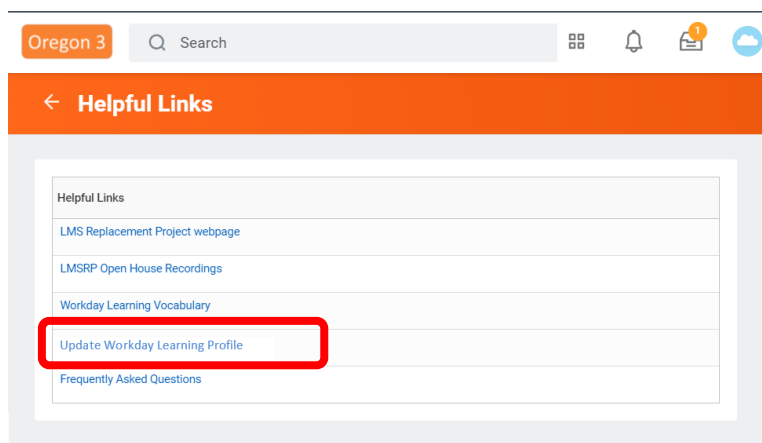 Oregon 3
Search
1
Helpful Links
Helpful Links
LMS Replacement Project webpage
LMSRP Open House Recordings
Workday Learning Vocabulary
Update Workday Learning Profile
Frequently Asked Questions